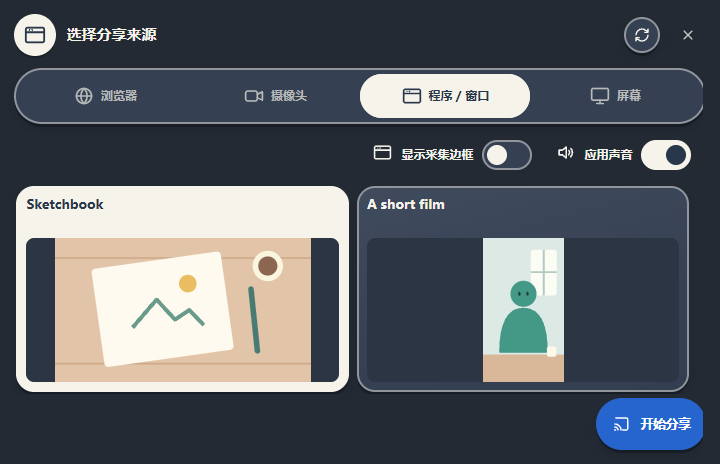 选择分享来源
浏览器
摄像头
程序 / 窗口
屏幕
显示采集边框
应用声音
Sketchbook
A short film
开始分享